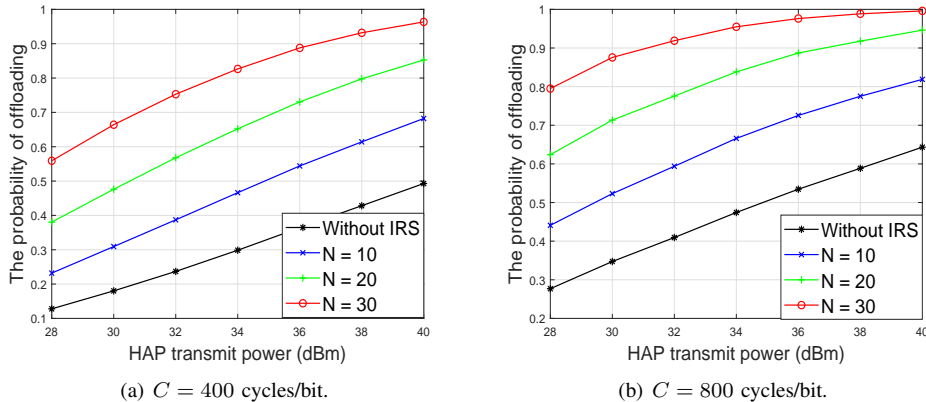 1
0.9
0.8
0.7
0.6
0.5
0.4
0.3
0.2
0.1
The probability of offloading
28 30 32 34 36 38 40
HAP transmit power (dBm)
Without IRS
N = 10
N = 20
N = 30
(a) C = 400 cycles/bit.
1
0.9
0.8
0.7
0.6
0.5
0.4
0.3
0.2
The probability of offloading
28 30 32 34 36 38 40
HAP transmit power (dBm)
Without IRS
N = 10
N = 20
N = 30
(b) C = 800 cycles/bit.